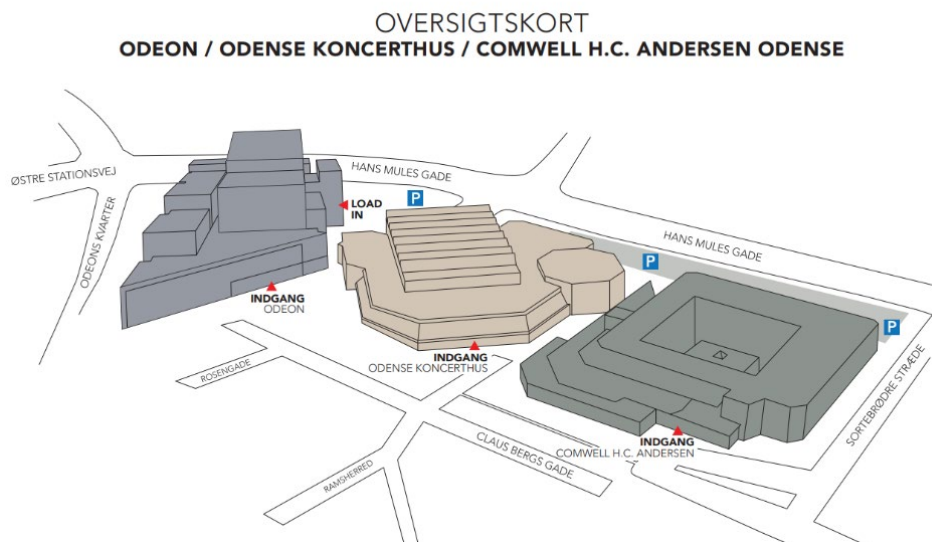 OVERSIGTSKORT
ODEON / ODENSE KONCERTHUS / COMWELL H.C. ANDERSEN ODENSE
ØSTRE STATIONSVEJ
HANS MULES GADE
P
LOAD
IN
ODEONS KVARTER
HANS MULES GADE
P
INDGANG
ODEON
P
INDGANG
ODENSE KONCERTHUS
ROSENGADE
SORTEBRØDRE STRÆDE
INDGANG
COMWELL H.C. ANDERSEN
CLAUS BERGS GADE
RAMSHERRED